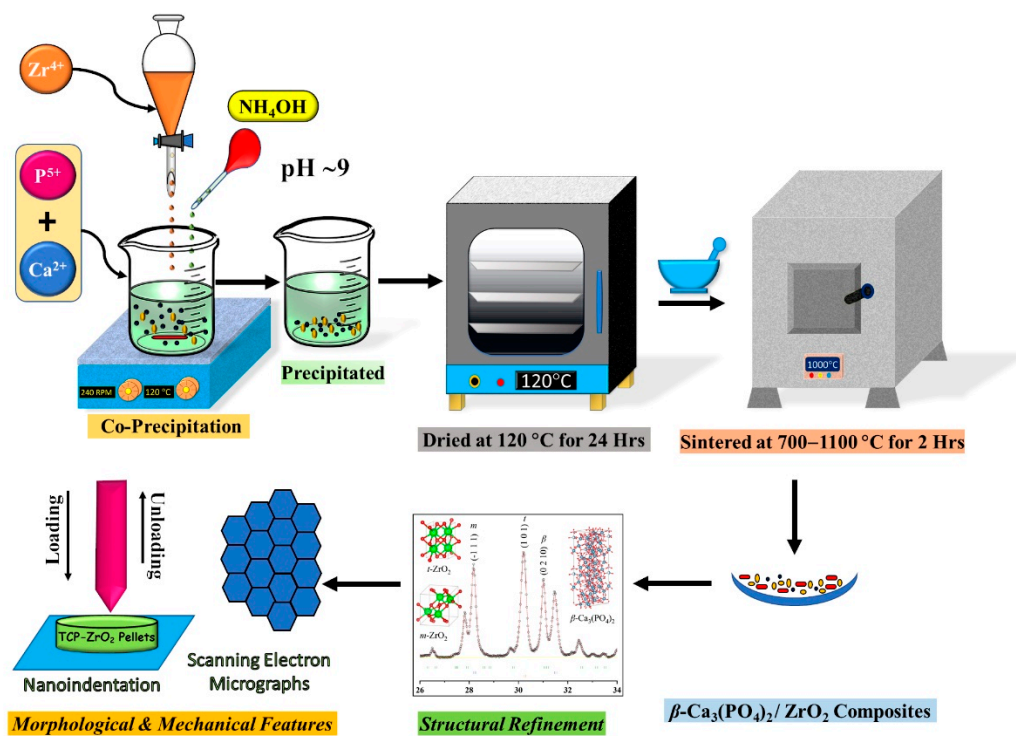 Zr⁴⁺
NH₄OH
pH ~9
P⁵⁺
+
Ca²⁺
240 RPM
120 °C
Precipitated
Co-Precipitation
120°C
Dried at 120 °C for 24 Hrs
1000°C
Sintered at 700–1100 °C for 2 Hrs
Loading
Unloading
TCP-ZrO₂ Pellets
Nanoindentation
Scanning Electron
Micrographs
Morphological & Mechanical Features
t-ZrO₂
m-ZrO₂
m
(-1 1 1)
t
(1 0 1)
β
(0 2 10)
β-Ca₃(PO₄)₂
26 28 30 32 34
Structural Refinement
β-Ca₃(PO₄)₂/ ZrO₂ Composites